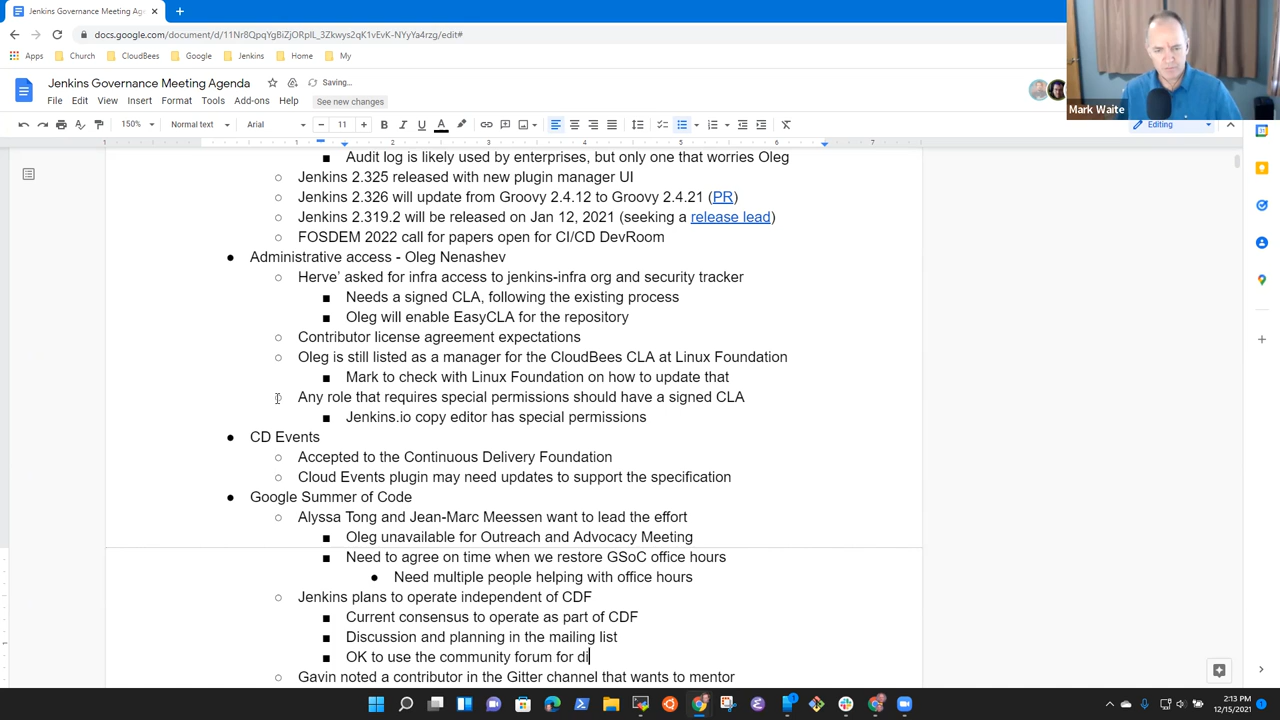 Jenkins Governance Meeting Ag
docs.google.com/document/d/11Nr8QpqYgBiZjORpIL_3Zkwys2qK1vEvK-NYyYa4rzg/edit#
Apps Church CloudBees Google Jenkins Home My
Jenkins Governance Meeting Agenda Saving...
File Edit View Insert Format Tools Add-ons Help See new changes
Mark Waite
150% Normal text Arial 11 Editing
1 1 2 3 4 5 6 7
Audit log is likely used by enterprises, but only one that worries Oleg
Jenkins 2.325 released with new plugin manager UI
Jenkins 2.326 will update from Groovy 2.4.12 to Groovy 2.4.21 (PR)
Jenkins 2.319.2 will be released on Jan 12, 2021 (seeking a release lead)
FOSDEM 2022 call for papers open for CI/CD DevRoom
Administrative access - Oleg Nenashev
Herve' asked for infra access to jenkins-infra org and security tracker
Needs a signed CLA, following the existing process
Oleg will enable EasyCLA for the repository
Contributor license agreement expectations
Oleg is still listed as a manager for the CloudBees CLA at Linux Foundation
Mark to check with Linux Foundation on how to update that
Any role that requires special permissions should have a signed CLA
Jenkins.io copy editor has special permissions
CD Events
Accepted to the Continuous Delivery Foundation
Cloud Events plugin may need updates to support the specification
Google Summer of Code
Alyssa Tong and Jean-Marc Meessen want to lead the effort
Oleg unavailable for Outreach and Advocacy Meeting
Need to agree on time when we restore GSoC office hours
Need multiple people helping with office hours
Jenkins plans to operate independent of CDF
Current consensus to operate as part of CDF
Discussion and planning in the mailing list
OK to use the community forum for di
Gavin noted a contributor in the Gitter channel that wants to mentor
2:13 PM
12/15/2021